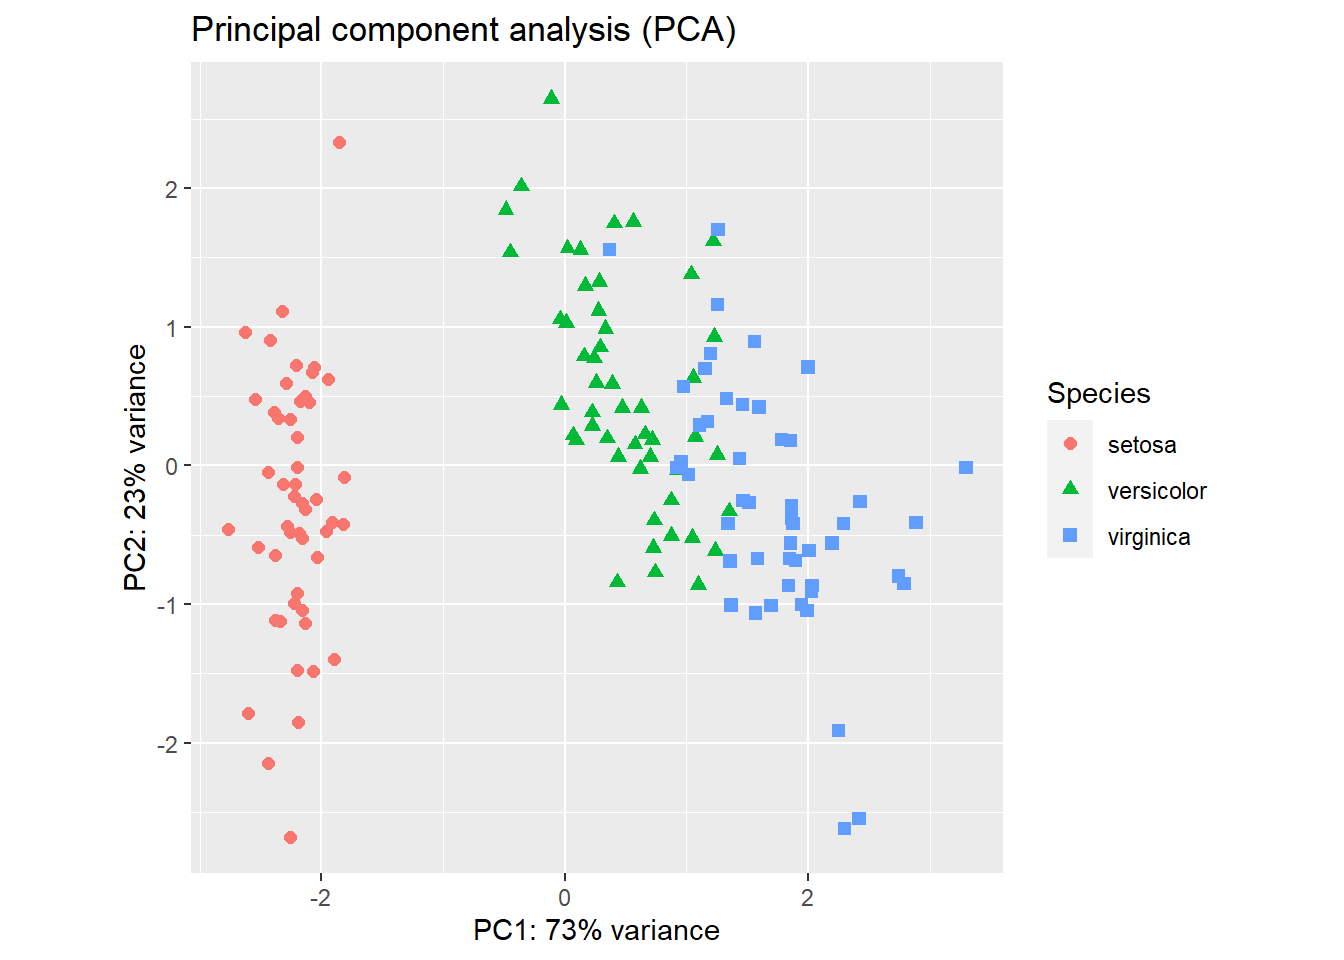 Principal component analysis (PCA)
2
1
0
-1
-2
PC2: 23% variance
-2
0
2
PC1: 73% variance
Species
setosa
versicolor
virginica